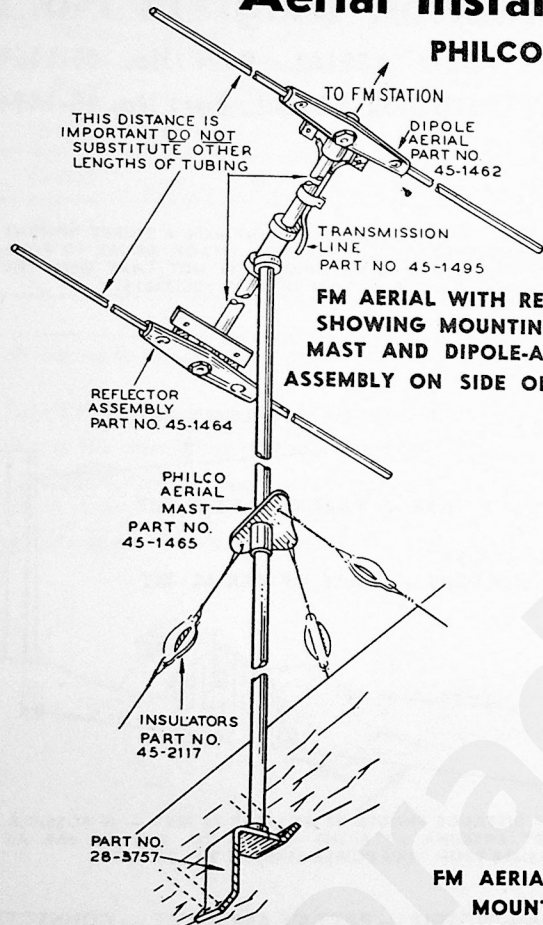 Aerial
PHILCO
TO FM STATION
THIS DISTANCE IS
IMPORTANT DO NOT
SUBSTITUTE OTHER
LENGTHS OF TUBING
DIPOLE
AERIAL
PART NO.
45-1462
TRANSMISSION
LINE
PART NO 45-1495
FM AERIAL WITH RE
SHOWING MOUNTIN
MAST AND DIPOLE-A
ASSEMBLY ON SIDE O
REFLECTOR
ASSEMBLY
PART NO. 45-1464
PHILCO
AERIAL
MAST
PART NO.
45-1465
INSULATORS
PART NO.
45-2117
PART NO.
28-3757
FM AERIA
MOUNT